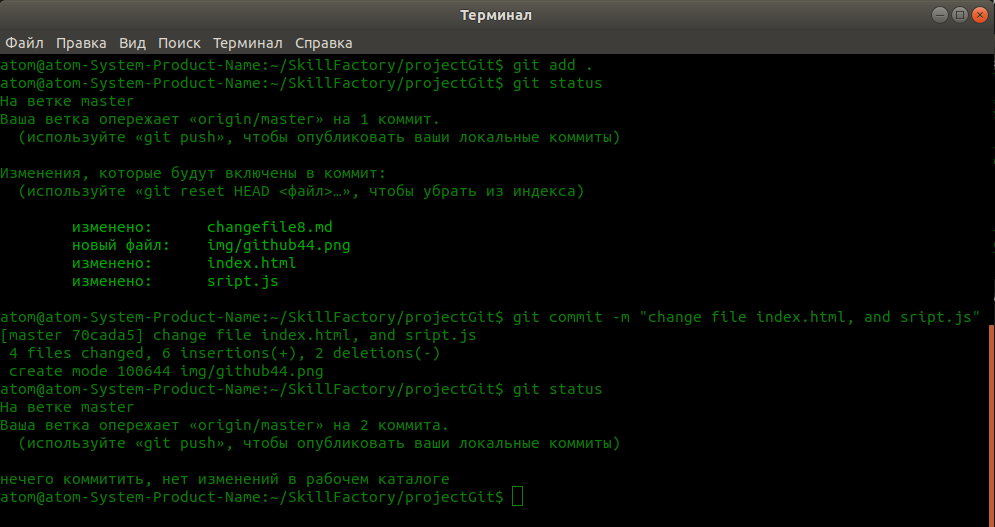 Терминал
Файл Правка Вид Поиск Терминал Справка
atom@atom-System-Product-Name:~/SkillFactory/projectGit$ git add .
atom@atom-System-Product-Name:~/SkillFactory/projectGit$ git status
На ветке master
Ваша ветка опережает «origin/master» на 1 коммит.
  (используйте «git push», чтобы опубликовать ваши локальные коммиты)

Изменения, которые будут включены в коммит:
  (используйте «git reset HEAD <файл>…», чтобы убрать из индекса)

        изменено:      changefile8.md
        новый файл:    img/github44.png
        изменено:      index.html
        изменено:      sript.js

atom@atom-System-Product-Name:~/SkillFactory/projectGit$ git commit -m "change file index.html, and sript.js"
[master 70cada5] change file index.html, and sript.js
 4 files changed, 6 insertions(+), 2 deletions(-)
 create mode 100644 img/github44.png
atom@atom-System-Product-Name:~/SkillFactory/projectGit$ git status
На ветке master
Ваша ветка опережает «origin/master» на 2 коммита.
  (используйте «git push», чтобы опубликовать ваши локальные коммиты)

нечего коммитить, нет изменений в рабочем каталоге
atom@atom-System-Product-Name:~/SkillFactory/projectGit$